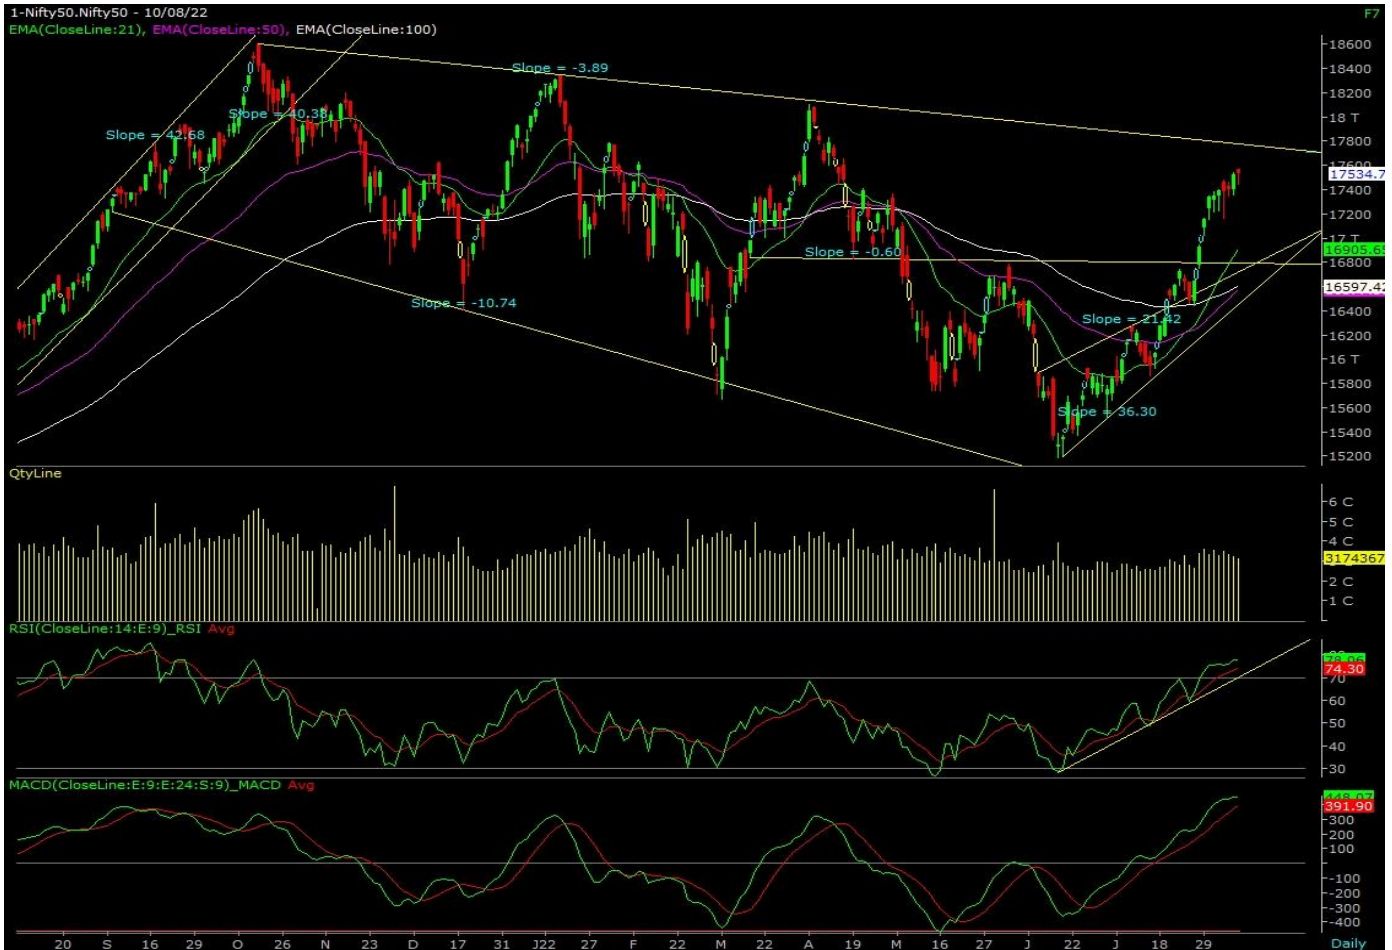 1-Nifty50.Nifty50 - 10/08/22
F7
EMA(CloseLine:21), EMA(CloseLine:50), EMA(CloseLine:100)
18600
Slope = -3.89
18400
18200
Slope = 40.38
18 T
Slope = 42.68
17800
17600
17534.7
17400
17200
17 T
Slope = -0.60
16905.65
16800
16597.42
Slope = -10.74
16400
Slope = 21.42
16200
16 T
15800
15600
Slope = 36.30
15400
15200
QtyLine
6 C
5 C
4 C
3174367
2 C
1 C
RSI(CloseLine:14:E:9)_RSI Avg
78.06
74.30
70
60
50
40
30
MACD(CloseLine:E:9:E:24:S:9)_MACD Avg
448.07
391.90
300
200
100
-100
-200
-300
-400
20 S 16 29 O 26 N 23 D 17 31 J22 27 F 22 M 22 A 19 M 16 27 J 22 J 18 29 Daily